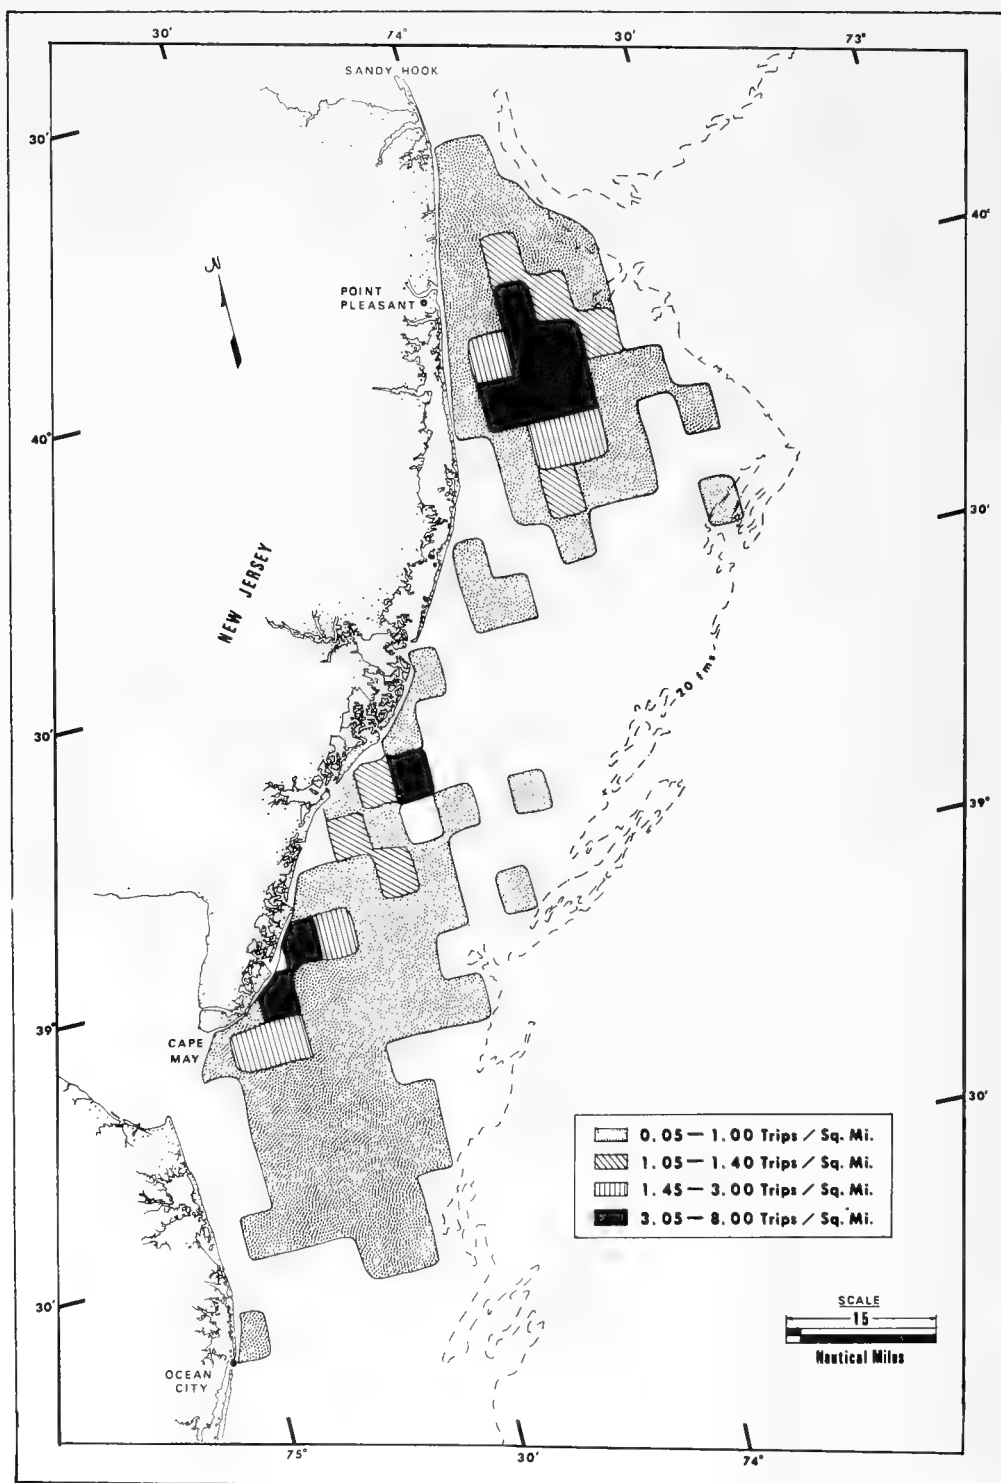 30'
74°
30'
73°
SANDY HOOK
30'
40°
POINT
PLEASANT
40°
30'
NEW JERSEY
20 fms
30'
39°
39°
CAPE
MAY
30'
0.05 — 1.00 Trips / Sq. Mi.
1.05 — 1.40 Trips / Sq. Mi.
1.45 — 3.00 Trips / Sq. Mi.
3.05 — 8.00 Trips / Sq. Mi.
30'
SCALE
15
Nautical Miles
OCEAN
CITY
75°
30'
74°